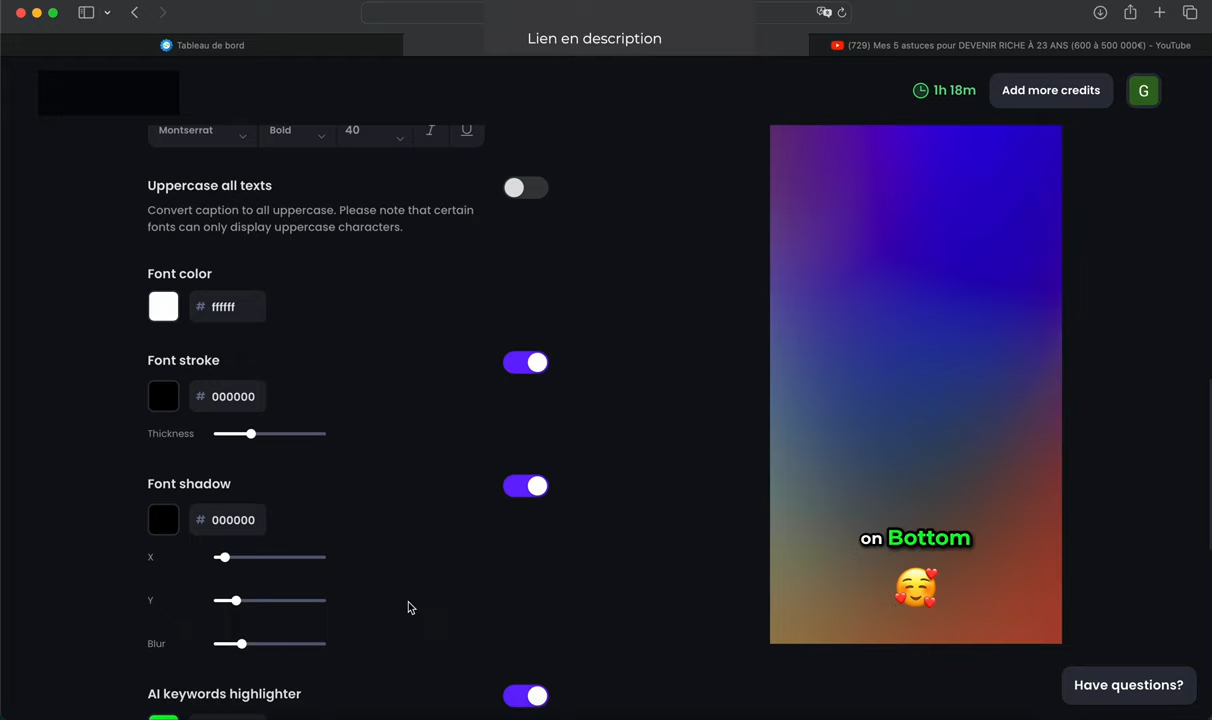 Lien en description
Tableau de bord
(729) Mes 5 astuces pour DEVENIR RICHE À 23 ANS (600 à 500 000€) - YouTube
1h 18m
Add more credits
G
Montserrat
Bold
40
I
U
Uppercase all texts
Convert caption to all uppercase. Please note that certain
fonts can only display uppercase characters.
Font color
# ffffff
Font stroke
# 000000
Thickness
Font shadow
# 000000
X
Y
Blur
AI keywords highlighter
on Bottom
Have questions?